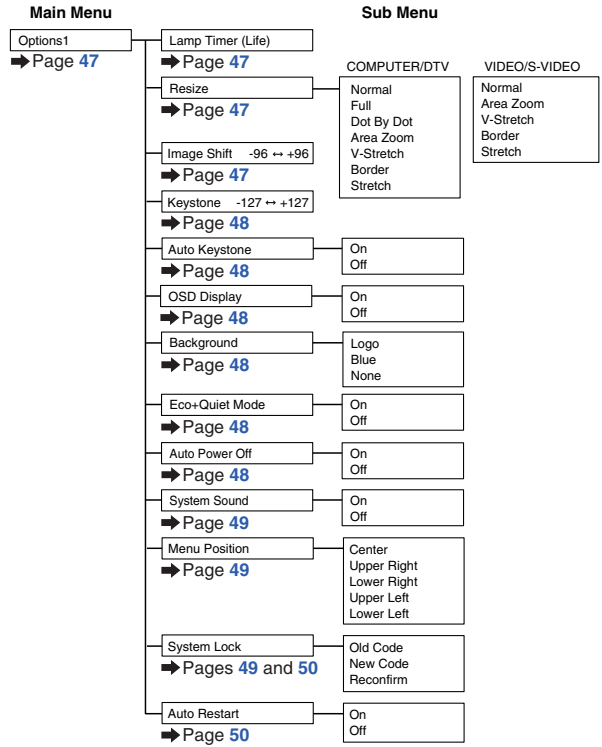 Main Menu
Sub Menu
Options1
➡Page 47
Lamp Timer (Life)
➡Page 47
Resize
➡Page 47
COMPUTER/DTV
Normal
Full
Dot By Dot
Area Zoom
V-Stretch
Border
Stretch
VIDEO/S-VIDEO
Normal
Area Zoom
V-Stretch
Border
Stretch
Image Shift -96 ↔ +96
➡Page 47
Keystone -127 ↔ +127
➡Page 48
Auto Keystone
➡Page 48
On
Off
OSD Display
➡Page 48
On
Off
Background
➡Page 48
Logo
Blue
None
Eco+Quiet Mode
➡Page 48
On
Off
Auto Power Off
➡Page 48
On
Off
System Sound
➡Page 49
On
Off
Menu Position
➡Page 49
Center
Upper Right
Lower Right
Upper Left
Lower Left
System Lock
➡Pages 49 and 50
Old Code
New Code
Reconfirm
Auto Restart
➡Page 50
On
Off